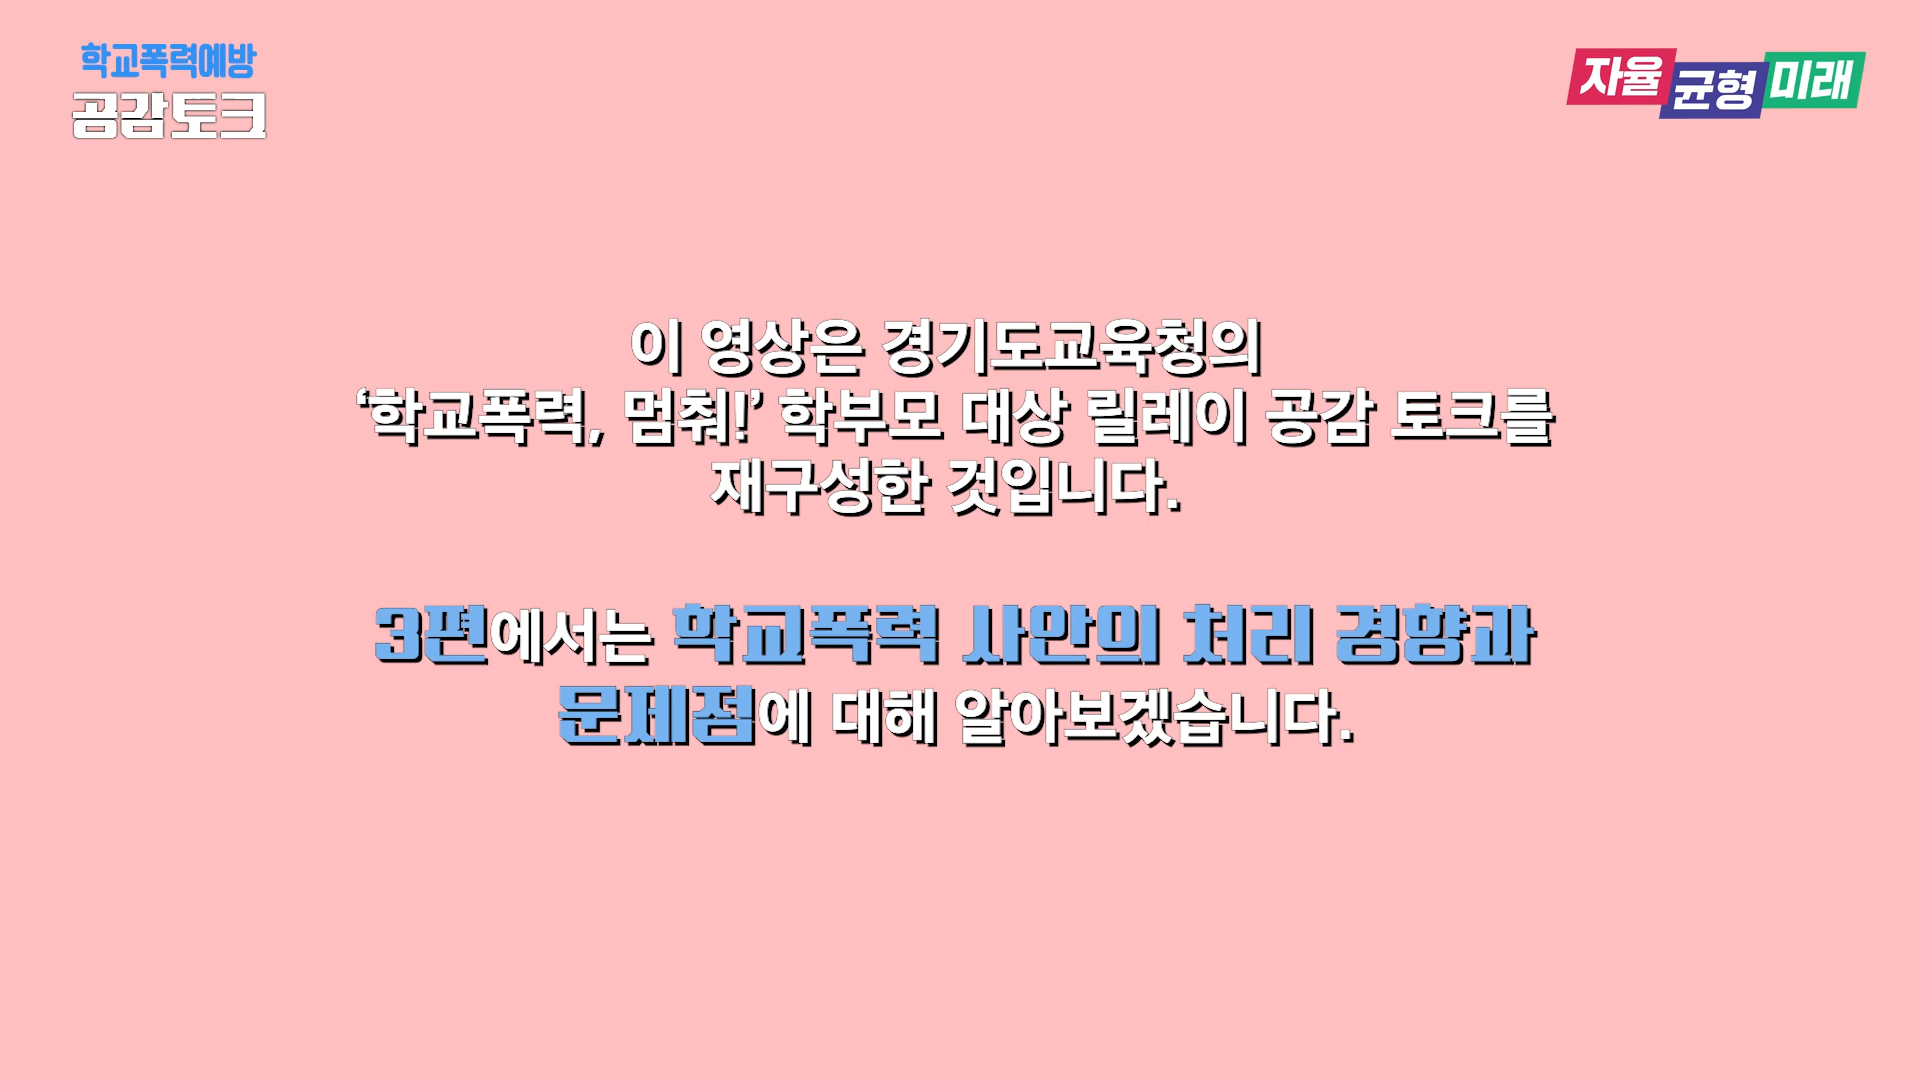 학교폭력예방
공감토크
자율 균형 미래
이 영상은 경기도교육청의
‘학교폭력, 멈춰!’ 학부모 대상 릴레이 공감 토크를
재구성한 것입니다.
3편에서는 학교폭력 사안의 처리 경향과
문제점에 대해 알아보겠습니다.